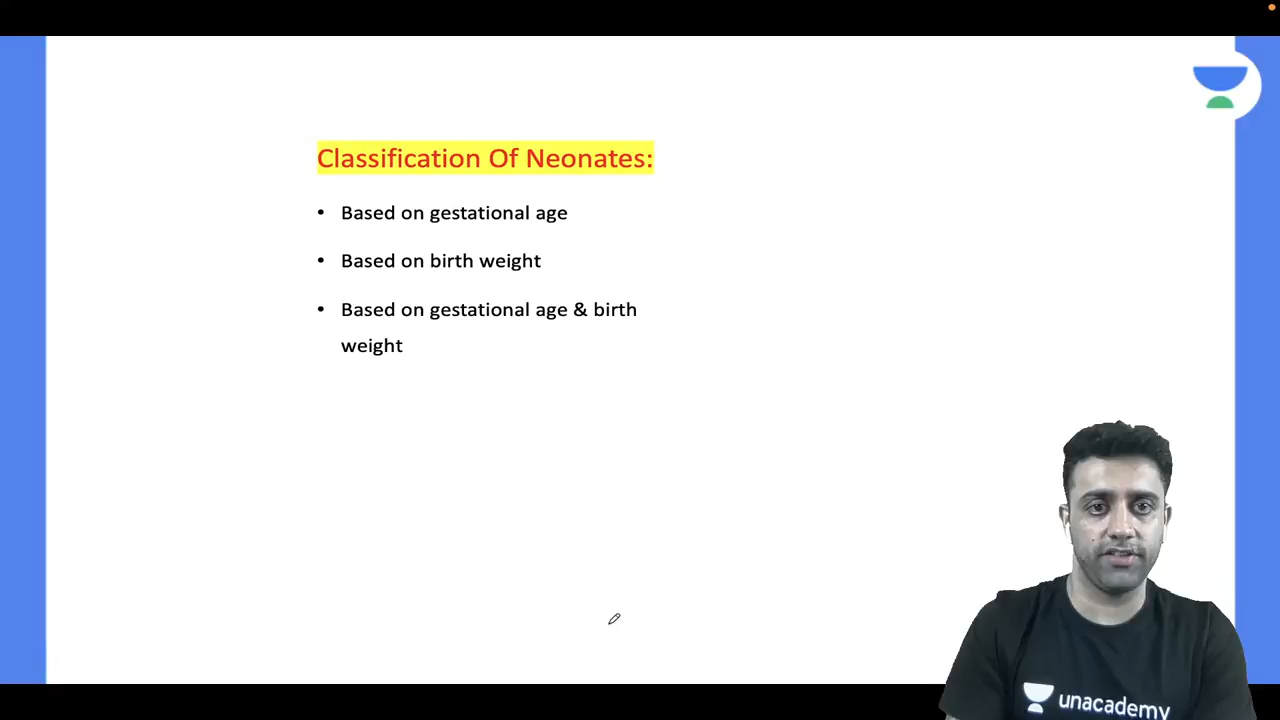 Classification Of Neonates:
• Based on gestational age
• Based on birth weight
• Based on gestational age & birth
weight
unacademy